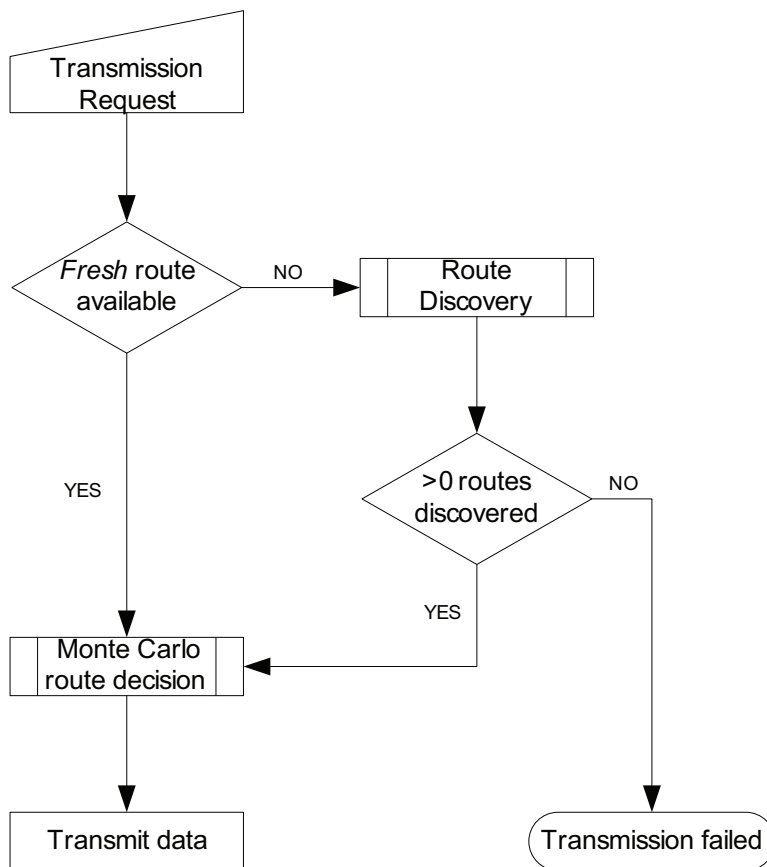 Transmission
Request
Fresh route
available
NO
Route
Discovery
YES
>0 routes
discovered
NO
YES
Monte Carlo
route decision
Transmit data
Transmission failed